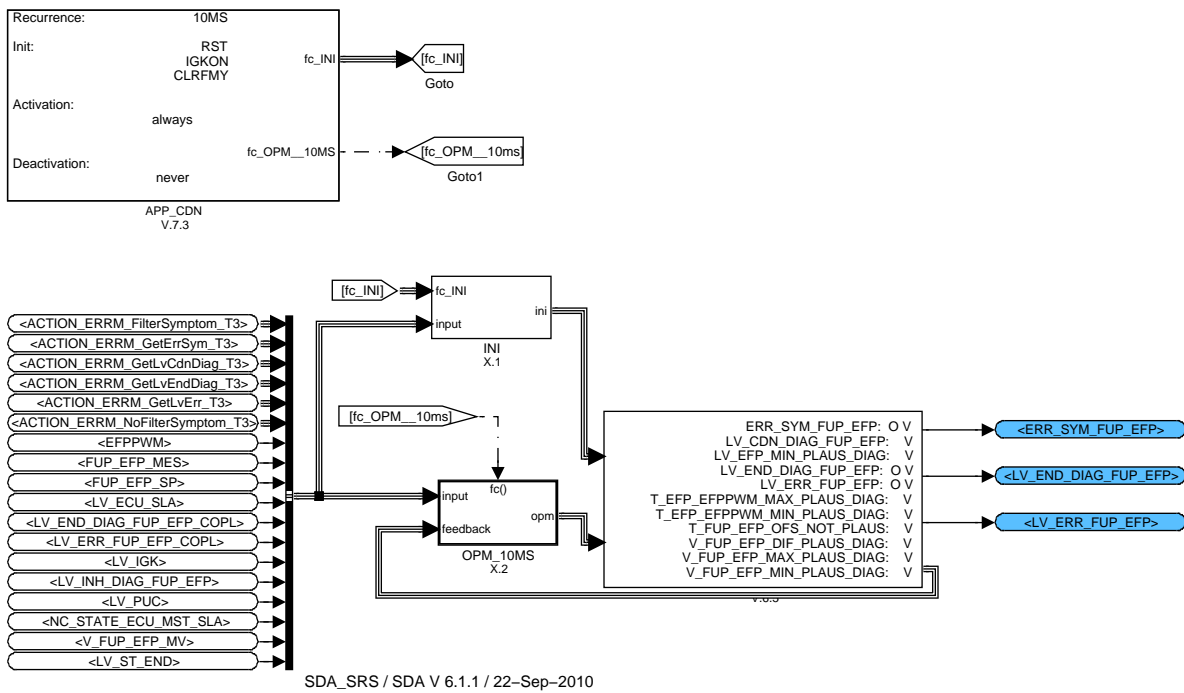 Recurrence: 10MS
Init: RST
IGKON
CLRFMY
fc_INI
[fc_INI]
Goto
Activation:
always
fc_OPM__10MS
[fc_OPM__10ms]
Goto1
Deactivation:
never
APP_CDN
V.7.3
[fc_INI]
fc_INI
input
ini
INI
X.1
<ACTION_ERRM_FilterSymptom_T3>
<ACTION_ERRM_GetErrSym_T3>
<ACTION_ERRM_GetLvCdnDiag_T3>
<ACTION_ERRM_GetLvEndDiag_T3>
<ACTION_ERRM_GetLvErr_T3>
<ACTION_ERRM_NoFilterSymptom_T3>
<EFPPWM>
<FUP_EFP_MES>
<FUP_EFP_SP>
<LV_ECU_SLA>
<LV_END_DIAG_FUP_EFP_COPL>
<LV_ERR_FUP_EFP_COPL>
<LV_IGK>
<LV_INH_DIAG_FUP_EFP>
<LV_PUC>
<NC_STATE_ECU_MST_SLA>
<V_FUP_EFP_MV>
<LV_ST_END>
[fc_OPM__10ms]
fc()
input
feedback
opm
OPM_10MS
X.2
ERR_SYM_FUP_EFP: O V
LV_CDN_DIAG_FUP_EFP: V
LV_EFP_MIN_PLAUS_DIAG: V
LV_END_DIAG_FUP_EFP: O V
LV_ERR_FUP_EFP: O V
T_EFP_EFPPWM_MAX_PLAUS_DIAG: V
T_EFP_EFPPWM_MIN_PLAUS_DIAG: V
T_FUP_EFP_OFS_NOT_PLAUS: V
V_FUP_EFP_DIF_PLAUS_DIAG: V
V_FUP_EFP_MAX_PLAUS_DIAG: V
V_FUP_EFP_MIN_PLAUS_DIAG: V
<ERR_SYM_FUP_EFP>
<LV_END_DIAG_FUP_EFP>
<LV_ERR_FUP_EFP>
SDA_SRS / SDA V 6.1.1 / 22–Sep–2010